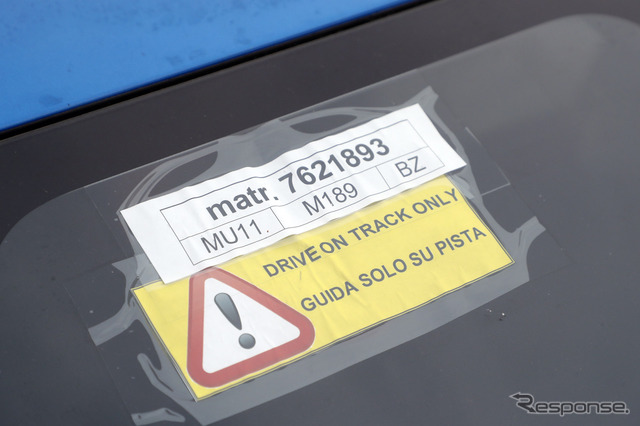 matr. 7621893
MU11. M189 BZ
DRIVE ON TRACK ONLY
GUIDA SOLO SU PISTA
Response.